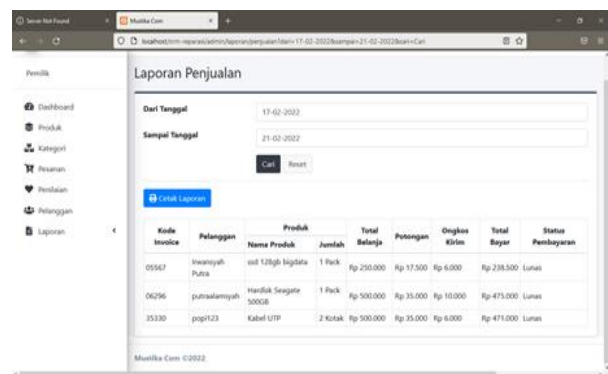 Server Not Found
Mustika Com
localhost/crm-reparasi/admin/laporan/penjualan?dari=17-02-2022&sampai=21-02-2022&cari=Cari
Pemilik
Laporan Penjualan
Dashboard
Produk
Kategori
Pesanan
Penilaian
Pelanggan
Laporan
Dari Tanggal
17-02-2022
Sampai Tanggal
21-02-2022
Cari Reset
Cetak Laporan
Kode Invoice Pelanggan Produk Total Belanja Potongan Ongkos Kirim Total Bayar Status Pembayaran
Nama Produk Jumlah
05567 Irwansyah Putra ssd 128gb bigdata 1 Pack Rp 250.000 Rp 17.500 Rp 6.000 Rp 238.500 Lunas
06296 putraalamsyah Hardisk Seagate 500GB 1 Pack Rp 500.000 Rp 35.000 Rp 10.000 Rp 475.000 Lunas
35330 popi123 Kabel UTP 2 Kotak Rp 500.000 Rp 35.000 Rp 6.000 Rp 471.000 Lunas
Mustika Com ©2022